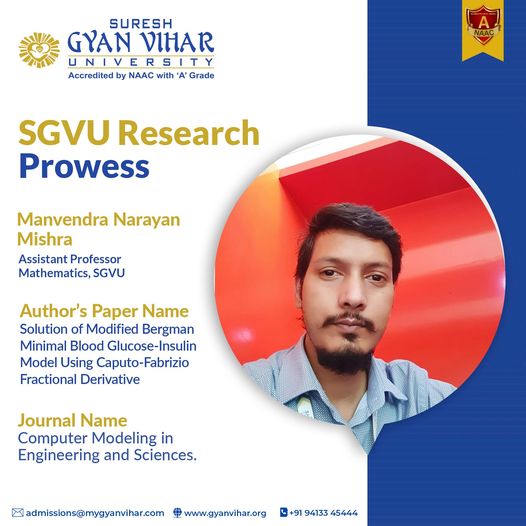 SURESH
GYAN VIHAR
UNIVERSITY
Accredited by NAAC with 'A' Grade
A
NAAC
SGVU Research
Prowess
Manvendra Narayan
Mishra
Assistant Professor
Mathematics, SGVU
Author's Paper Name
Solution of Modified Bergman
Minimal Blood Glucose-Insulin
Model Using Caputo-Fabrizio
Fractional Derivative
Journal Name
Computer Modeling in
Engineering and Sciences.
admissions@mygyanvihar.com www.gyanvihar.org +91 94133 45444